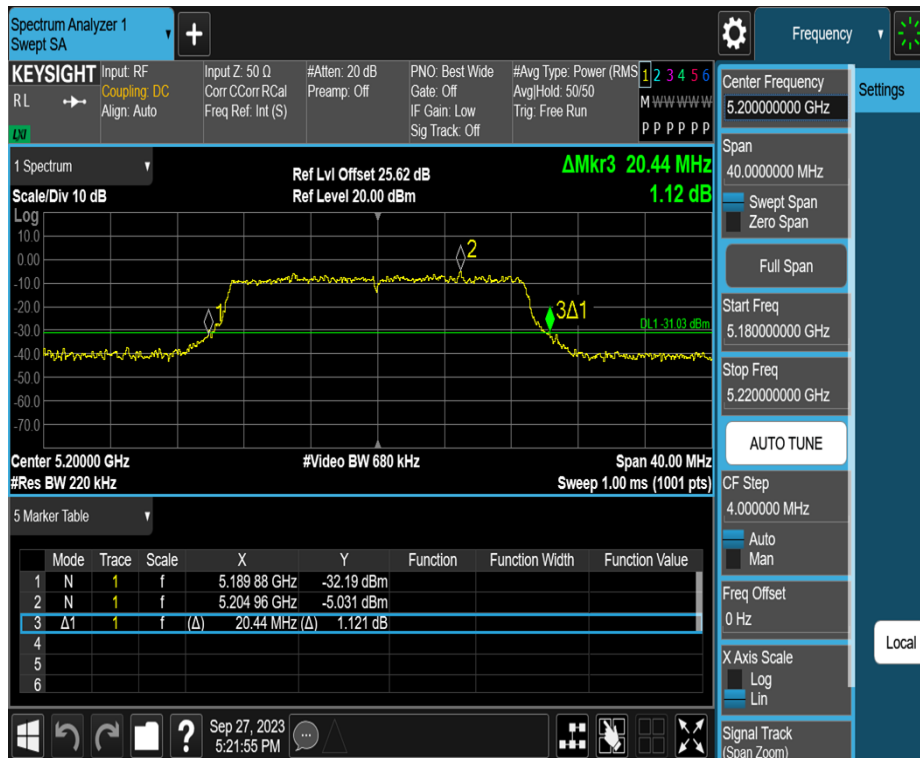 Spectrum Analyzer 1
Swept SA
+
Frequency
KEYSIGHT
RL
LXI
Input: RF
Coupling: DC
Align: Auto
Input Z: 50 Ω
Corr CCorr RCal
Freq Ref: Int (S)
#Atten: 20 dB
Preamp: Off
PNO: Best Wide
Gate: Off
IF Gain: Low
Sig Track: Off
#Avg Type: Power (RMS
Avg|Hold: 50/50
Trig: Free Run
1 2 3 4 5 6
M W W W W W
P P P P P P
1 Spectrum
Scale/Div 10 dB
Ref Lvl Offset 25.62 dB
Ref Level 20.00 dBm
ΔMkr3 20.44 MHz
1.12 dB
Log
10.0
0.00
-10.0
-20.0
-30.0
-40.0
-50.0
-60.0
-70.0
1
2
3Δ1
DL1 -31.03 dBm
Center 5.20000 GHz
#Video BW 680 kHz
Span 40.00 MHz
#Res BW 220 kHz
Sweep 1.00 ms (1001 pts)
5 Marker Table
Mode Trace Scale X Y Function Function Width Function Value
1 N 1 f 5.189 88 GHz -32.19 dBm
2 N 1 f 5.204 96 GHz -5.031 dBm
3 Δ1 1 f (Δ) 20.44 MHz (Δ) 1.121 dB
4
5
6
?
Sep 27, 2023
5:21:55 PM
Center Frequency
5.200000000 GHz
Settings
Span
40.0000000 MHz
Swept Span
Zero Span
Full Span
Start Freq
5.180000000 GHz
Stop Freq
5.220000000 GHz
AUTO TUNE
CF Step
4.000000 MHz
Auto
Man
Freq Offset
0 Hz
Local
X Axis Scale
Log
Lin
Signal Track
(Span Zoom)